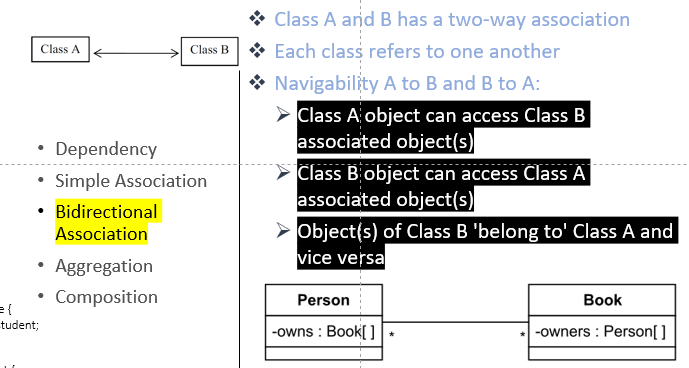 Class A
Class B
❖ Class A and B has a two-way association
❖ Each class refers to one another
❖ Navigability A to B and B to A:
➢ Class A object can access Class B
associated object(s)
➢ Class B object can access Class A
associated object(s)
➢ Object(s) of Class B 'belong to' Class A and
vice versa
• Dependency
• Simple Association
• Bidirectional
Association
• Aggregation
• Composition
e {
student;
Person
-owns : Book[ ]
*
*
Book
-owners : Person[ ]